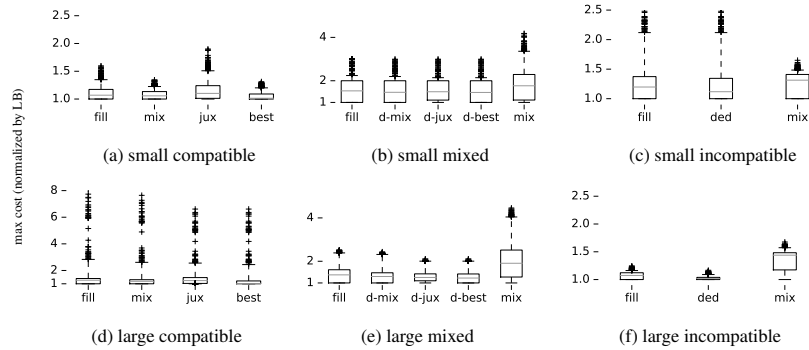 max cost (normalized by LB)
2.5
2.0
1.5
1.0
fill mix jux best
(a) small compatible
4
2
1
fill d-mix d-jux d-best mix
(b) small mixed
2.5
2.0
1.5
1.0
fill ded mix
(c) small incompatible
8
6
4
2
1
fill mix jux best
(d) large compatible
4
2
1
fill d-mix d-jux d-best mix
(e) large mixed
2.5
2.0
1.5
1.0
fill ded mix
(f) large incompatible